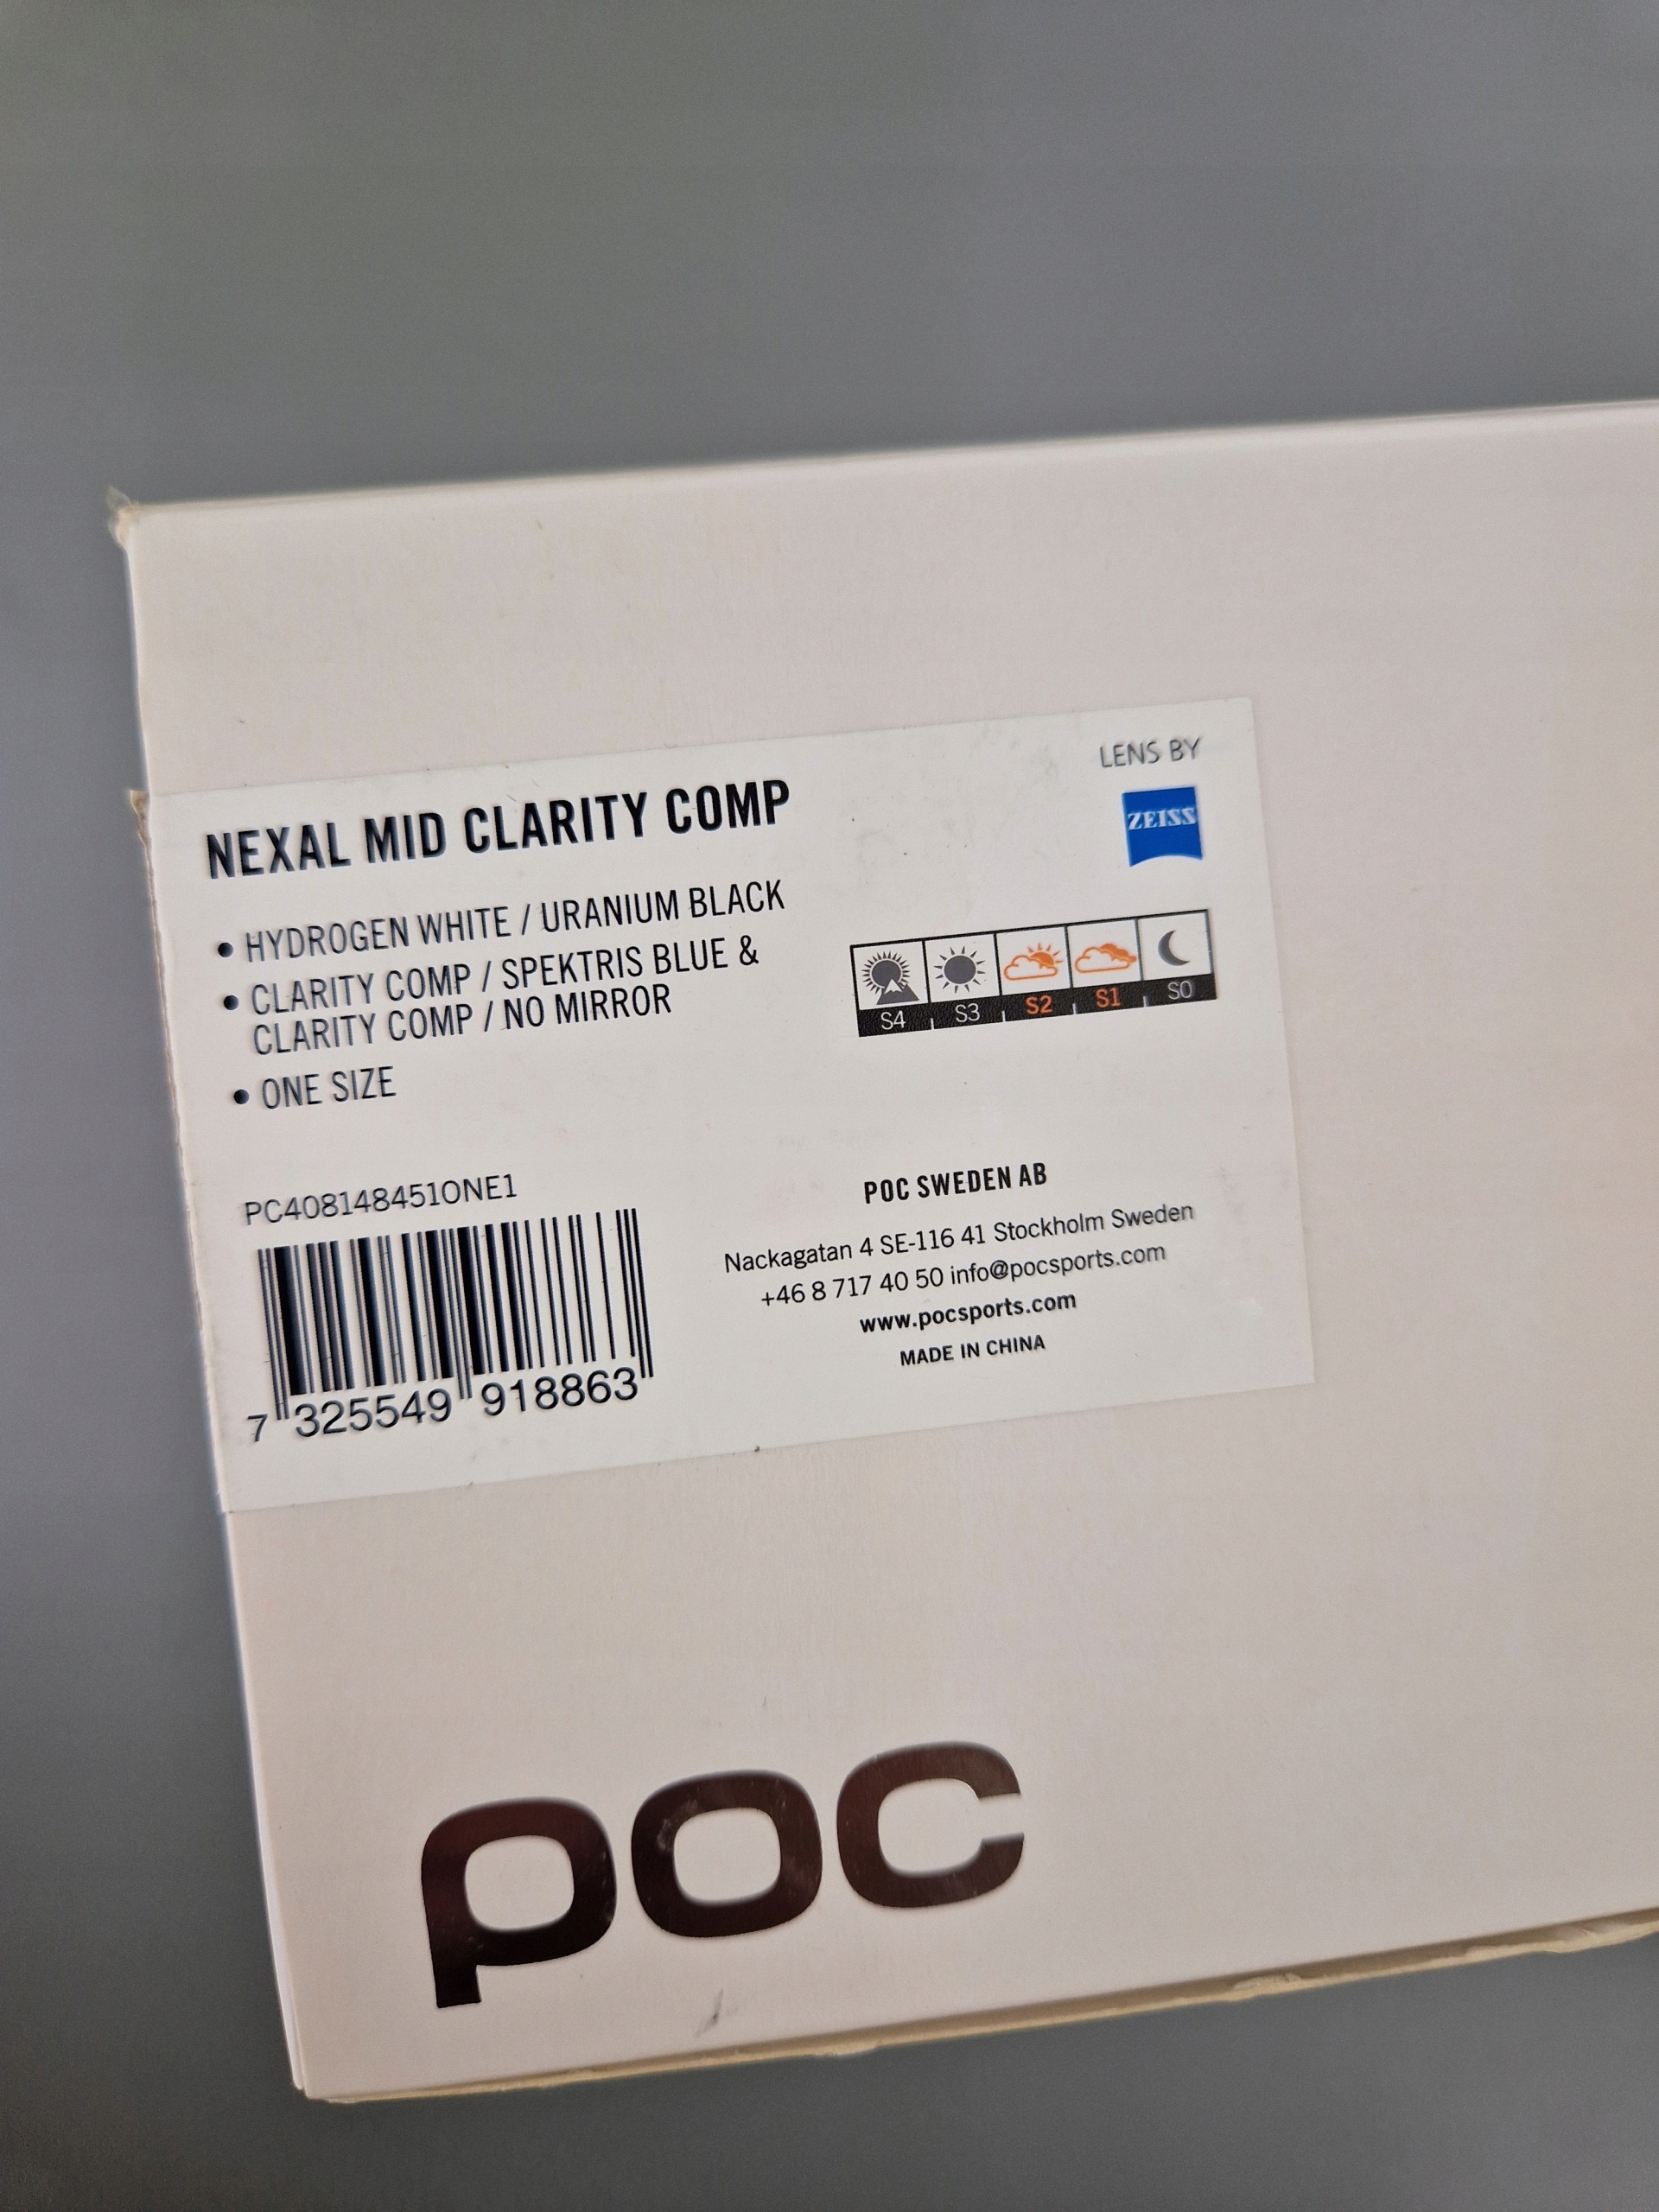 NEXAL MID CLARITY COMP
• HYDROGEN WHITE / URANIUM BLACK
• CLARITY COMP / SPEKTRIS BLUE &
CLARITY COMP / NO MIRROR
• ONE SIZE
LENS BY
ZEISS
S4 S3 S2 S1 S0
PC408148451ONE1
7 325549 918863
POC SWEDEN AB
Nackagatan 4 SE-116 41 Stockholm Sweden
+46 8 717 40 50 info@pocsports.com
www.pocsports.com
MADE IN CHINA
poc